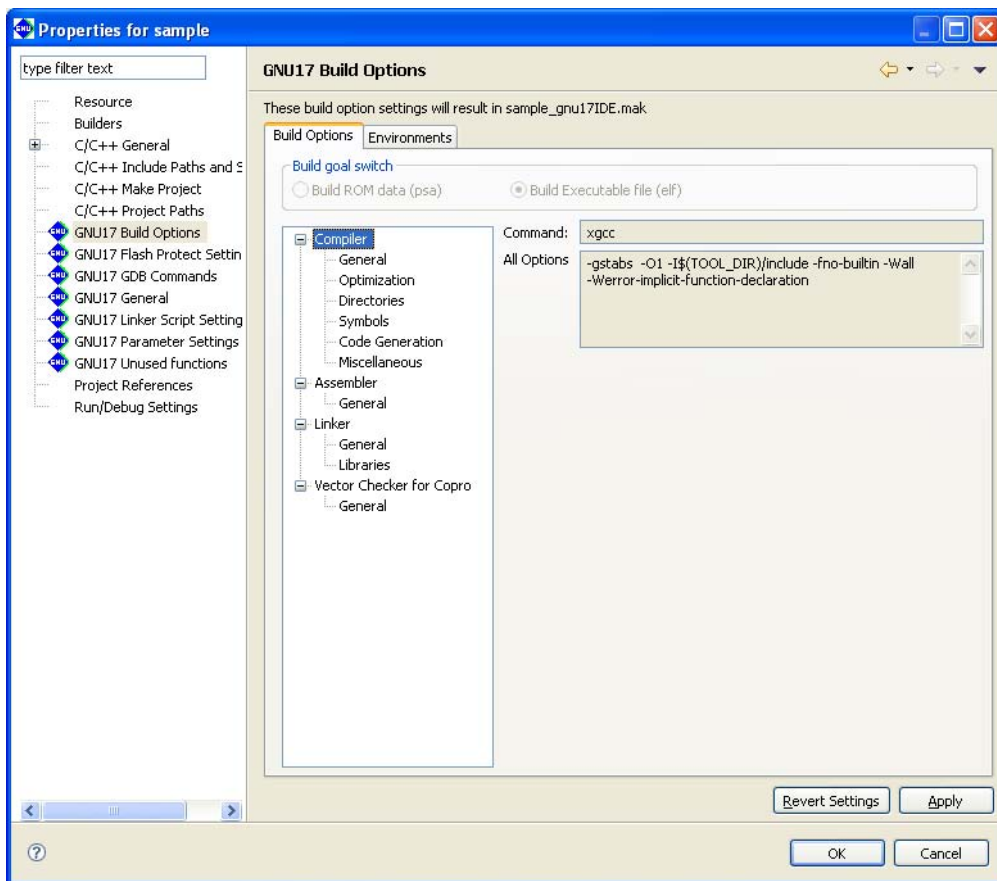 Properties for sample
type filter text
Resource
Builders
C/C++ General
C/C++ Include Paths and S
C/C++ Make Project
C/C++ Project Paths
GNU17 Build Options
GNU17 Flash Protect Settin
GNU17 GDB Commands
GNU17 General
GNU17 Linker Script Setting
GNU17 Parameter Settings
GNU17 Unused functions
Project References
Run/Debug Settings
GNU17 Build Options
These build option settings will result in sample_gnu17IDE.mak
Build Options Environments
Build goal switch
Build ROM data (psa) Build Executable file (elf)
Compiler
General
Optimization
Directories
Symbols
Code Generation
Miscellaneous
Assembler
General
Linker
General
Libraries
Vector Checker for Copro
General
Command: xgcc
All Options -gstabs -O1 -I$(TOOL_DIR)/include -fno-builtin -Wall
-Werror-implicit-function-declaration
Revert Settings Apply
OK Cancel